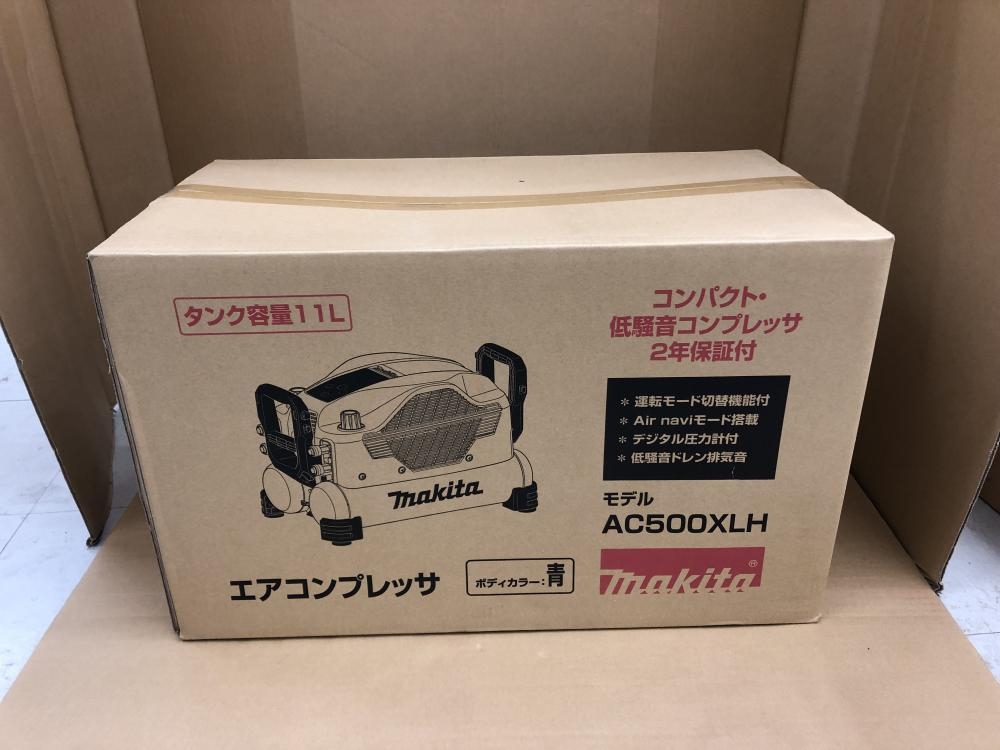 タンク容量11L
コンパクト・
低騒音コンプレッサ
2年保証付
＊ 運転モード切替機能付
＊ Air naviモード搭載
＊ デジタル圧力計付
＊ 低騒音ドレン排気音
makita
モデル
AC500XLH
エアコンプレッサ
ボディカラー：青
makita®